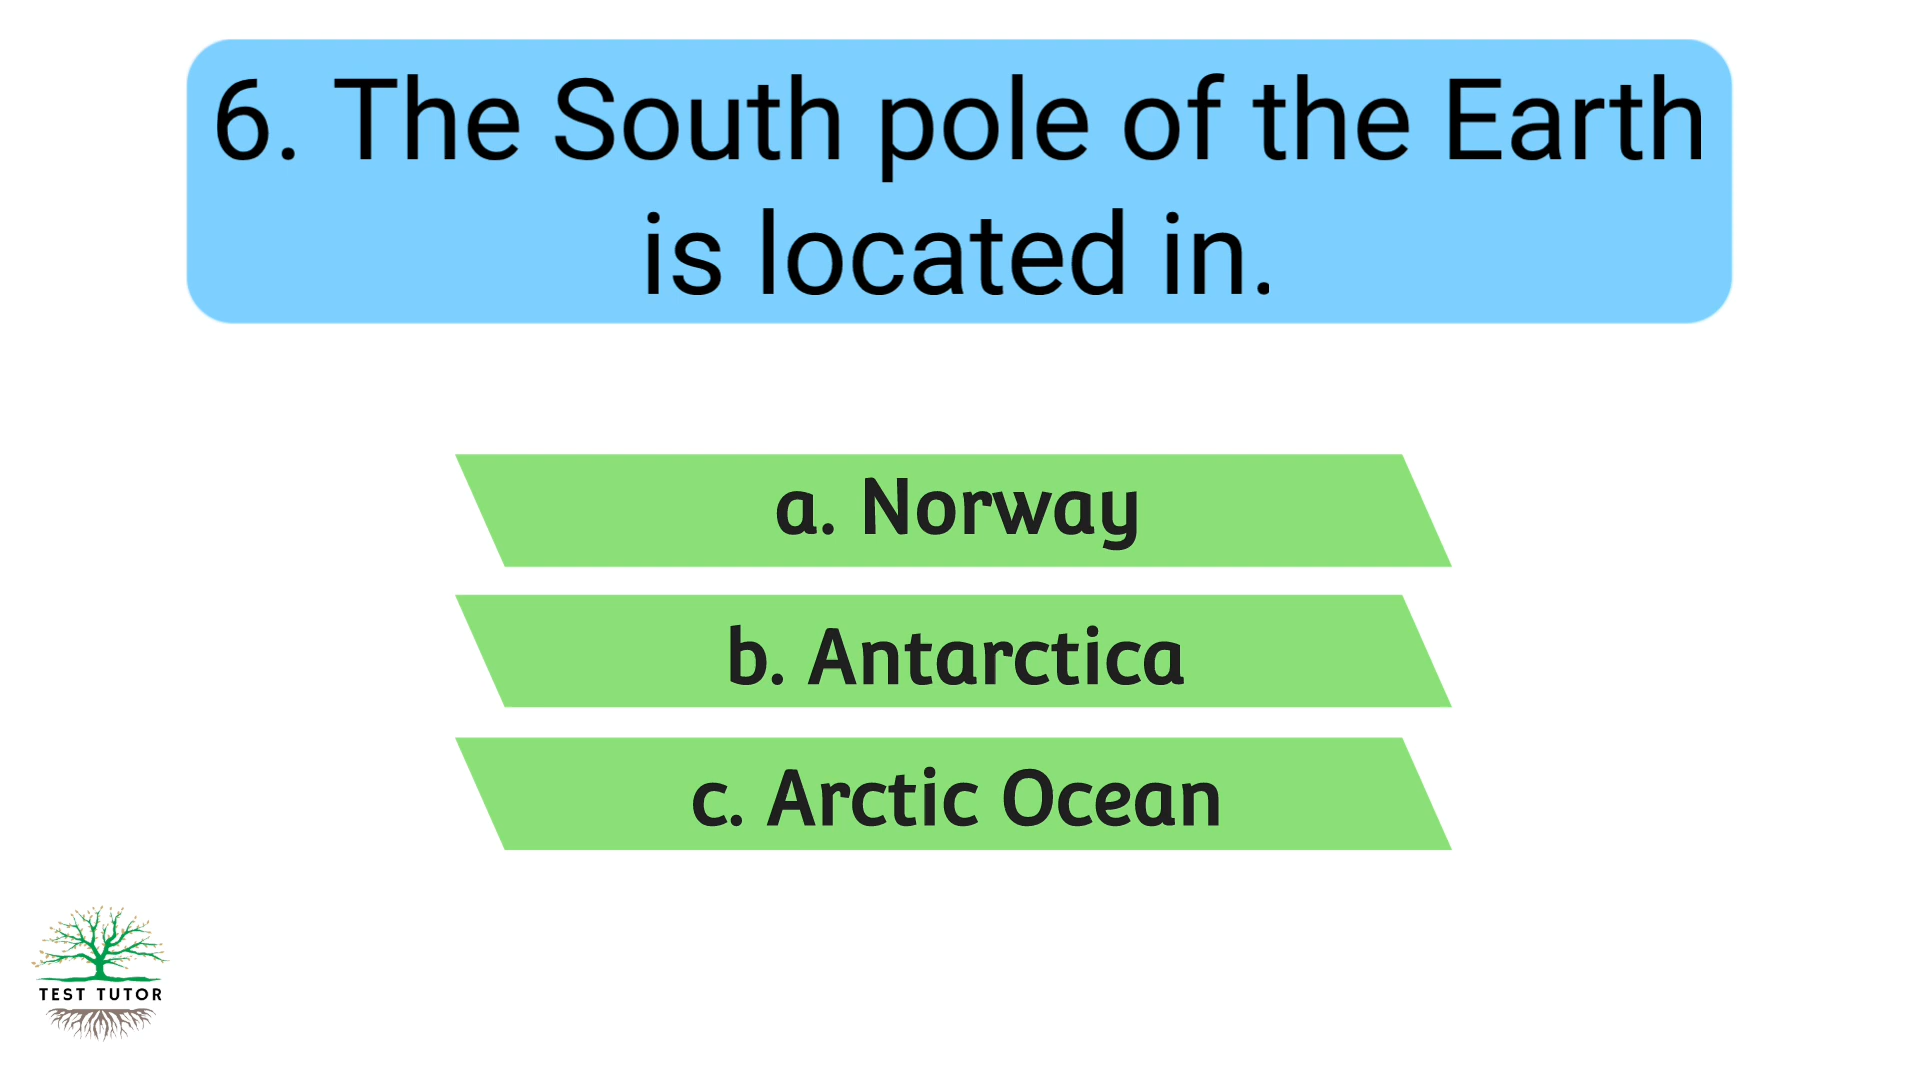 6. The South pole of the Earth
is located in.
a. Norway
b. Antarctica
c. Arctic Ocean
TEST TUTOR